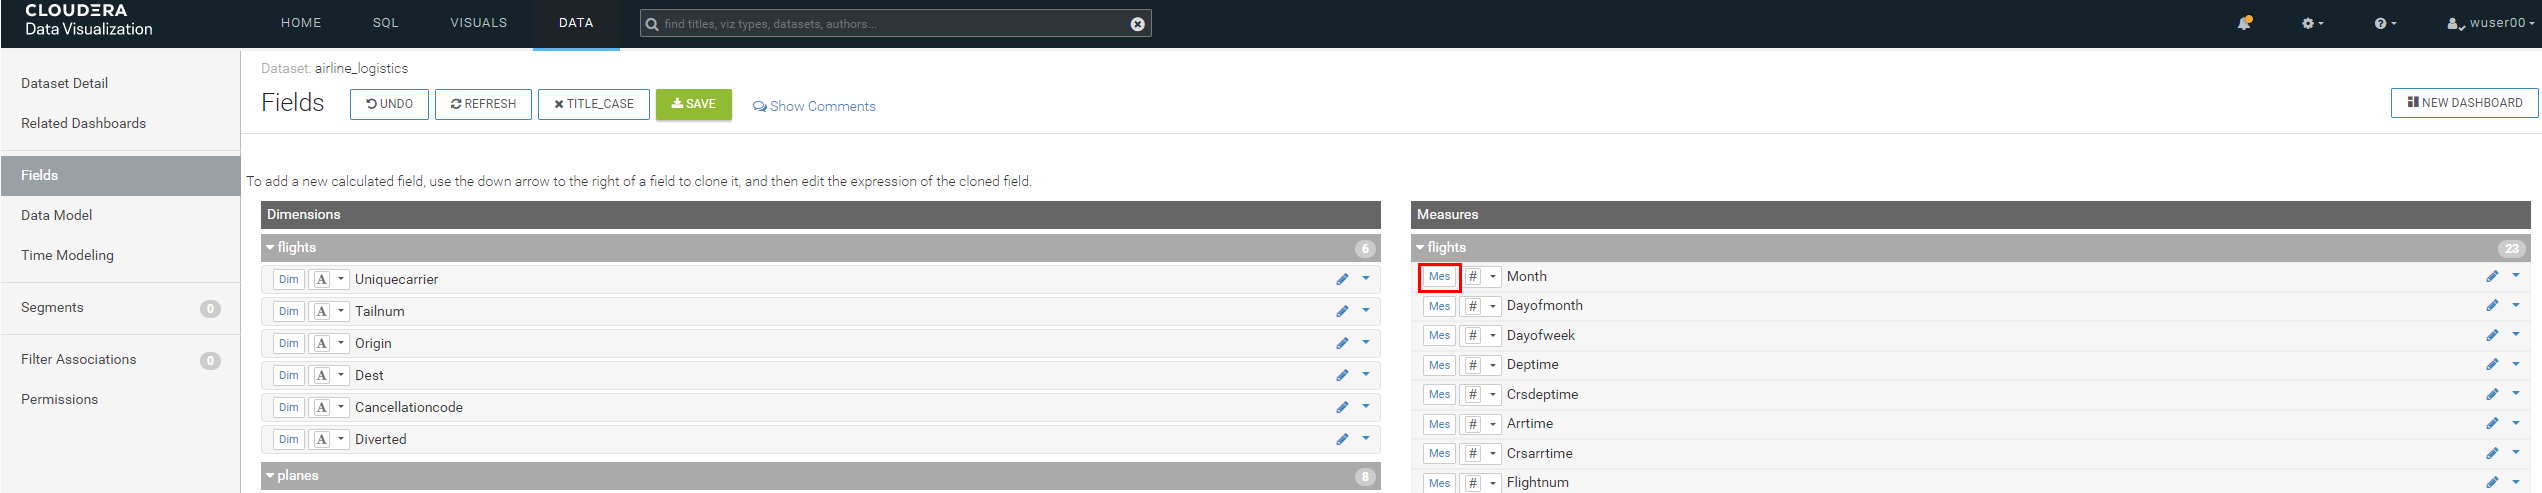 CLOUDERA
Data Visualization
HOME
SQL
VISUALS
DATA
find titles, viz types, datasets, authors...
wuser00
Dataset Detail
Related Dashboards
Fields
Data Model
Time Modeling
Segments 0
Filter Associations 0
Permissions
Dataset: airline_logistics
Fields
UNDO
REFRESH
TITLE_CASE
SAVE
Show Comments
NEW DASHBOARD
To add a new calculated field, use the down arrow to the right of a field to clone it, and then edit the expression of the cloned field.
Dimensions
flights 6
Dim A Uniquecarrier
Dim A Tailnum
Dim A Origin
Dim A Dest
Dim A Cancellationcode
Dim A Diverted
planes 8
Measures
flights 23
Mes # Month
Mes # Dayofmonth
Mes # Dayofweek
Mes # Deptime
Mes # Crsdeptime
Mes # Arrtime
Mes # Crsarrtime
Mes # Flightnum